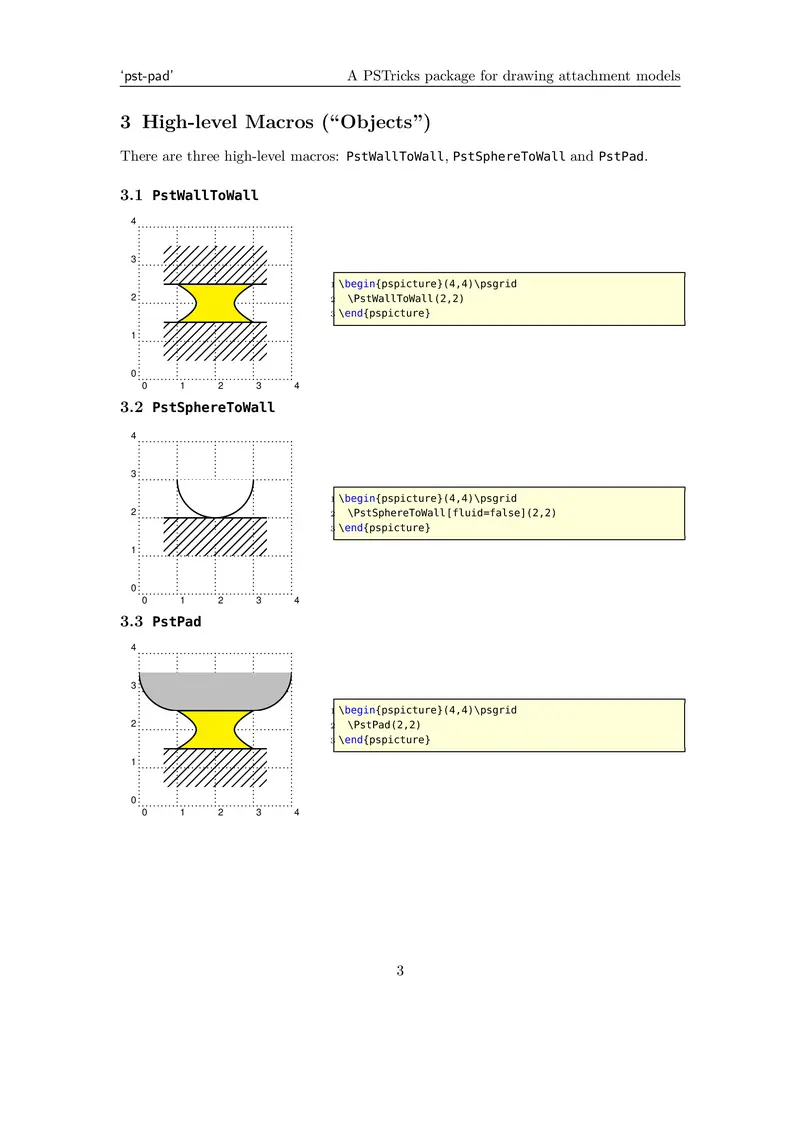 ‘pst-pad’ A PSTricks package for drawing attachment models
3 High-level Macros (“Objects”)
There are three high-level macros: PstWallToWall, PstSphereToWall and PstPad.
3.1 PstWallToWall
4
3
2
1
0
0 1 2 3 4
1 \begin{pspicture}(4,4)\psgrid
2 \PstWallToWall(2,2)
3 \end{pspicture}
3.2 PstSphereToWall
4
3
2
1
0
0 1 2 3 4
1 \begin{pspicture}(4,4)\psgrid
2 \PstSphereToWall[fluid=false](2,2)
3 \end{pspicture}
3.3 PstPad
4
3
2
1
0
0 1 2 3 4
1 \begin{pspicture}(4,4)\psgrid
2 \PstPad(2,2)
3 \end{pspicture}
3